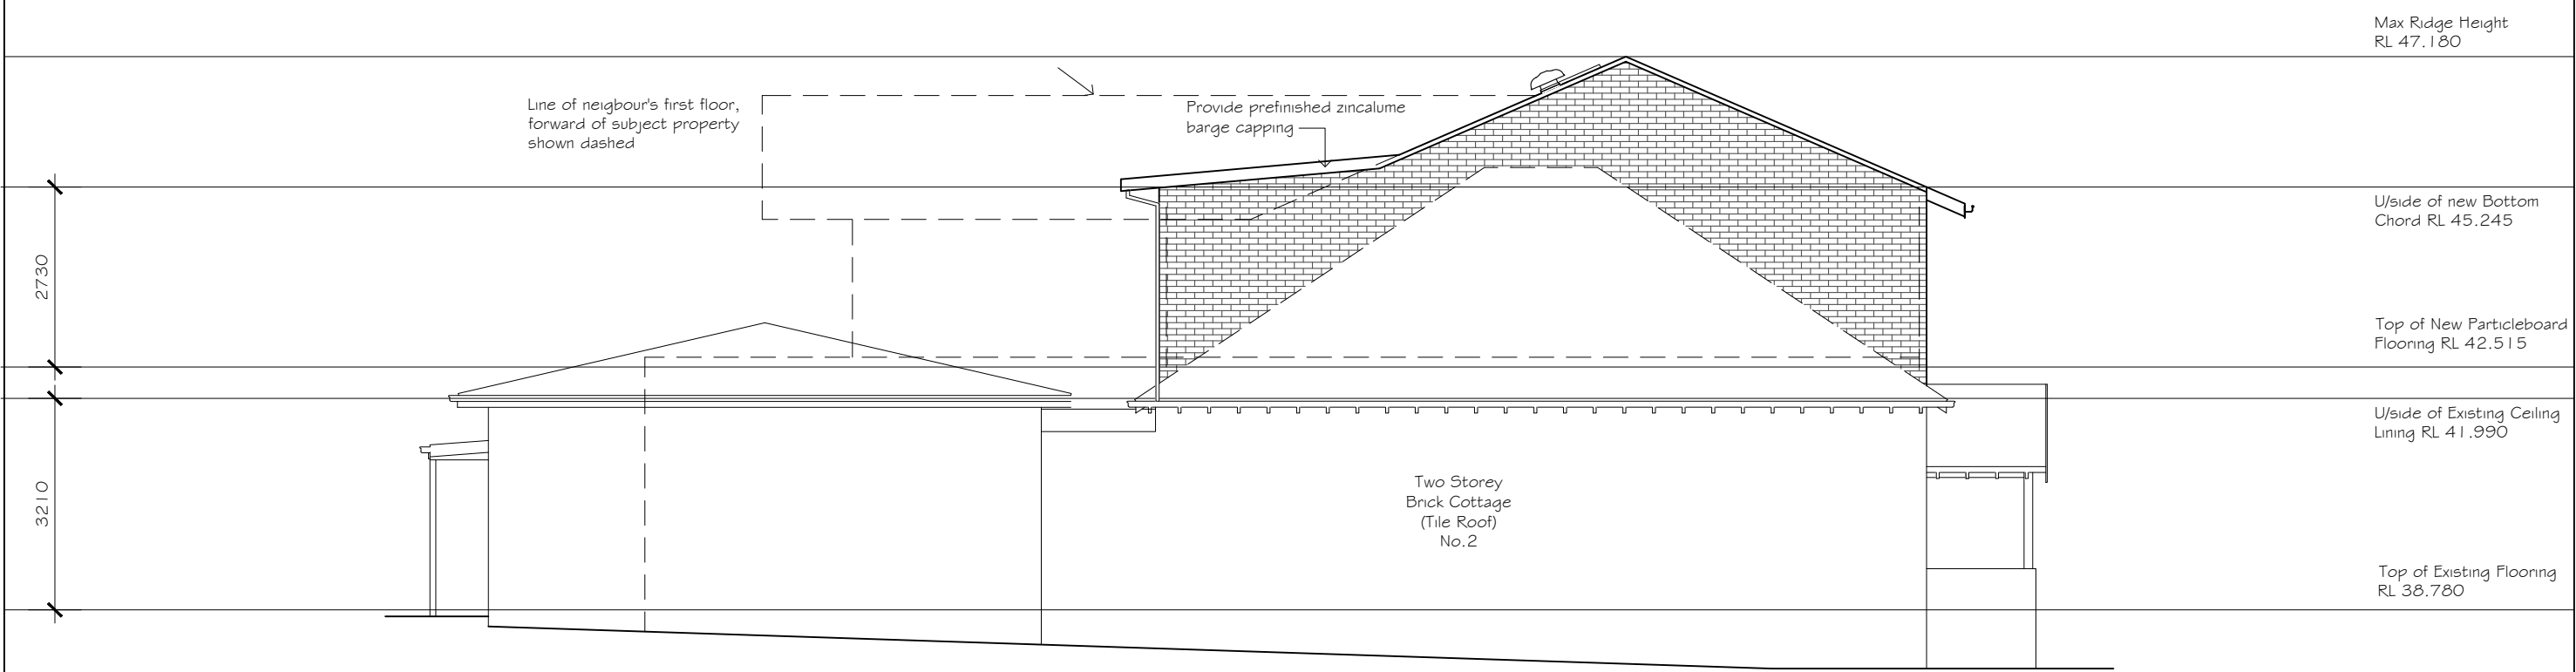 Max Ridge Height
RL 47.180
Line of neigbour's first floor,
forward of subject property
shown dashed
Provide prefinished zincalume
barge capping
U/side of new Bottom
Chord RL 45.245
2730
Top of New Particleboard
Flooring RL 42.515
U/side of Existing Ceiling
Lining RL 41.990
3210
Two Storey
Brick Cottage
(Tile Roof)
No.2
Top of Existing Flooring
RL 38.780